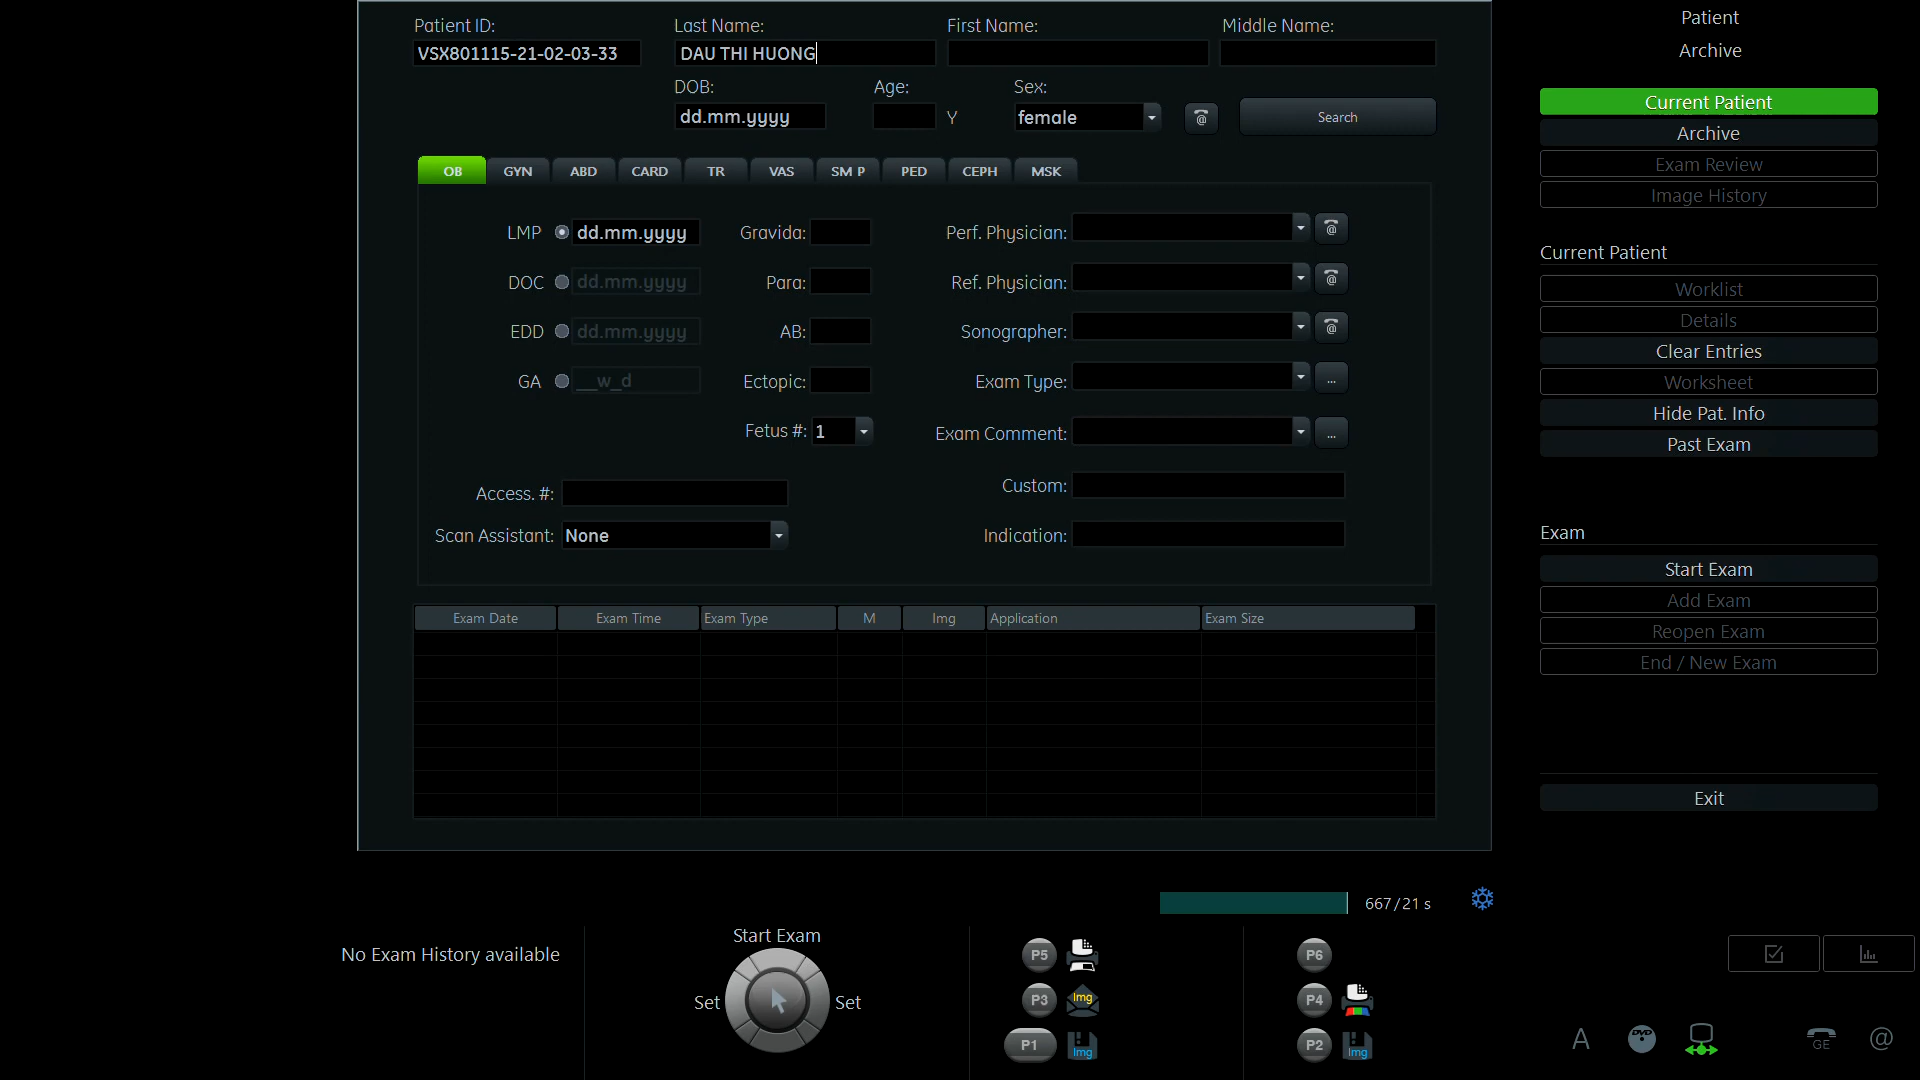 Patient ID: Last Name: First Name: Middle Name:
VSX801115-21-02-03-33 DAU THI HUONG
DOB: Age: Sex:
dd.mm.yyyy Y female @ Search
OB GYN ABD CARD TR VAS SM P PED CEPH MSK
LMP dd.mm.yyyy Gravida: Perf. Physician: @
DOC dd.mm.yyyy Para: Ref. Physician: @
EDD dd.mm.yyyy AB: Sonographer: @
GA __w_d Ectopic: Exam Type: ...
Fetus #: 1 Exam Comment: ...
Access. #: Custom:
Scan Assistant: None Indication:
Exam Date Exam Time Exam Type M Img Application Exam Size
Patient
Archive
Current Patient
Archive
Exam Review
Image History
Current Patient
Worklist
Details
Clear Entries
Worksheet
Hide Pat. Info
Past Exam
Exam
Start Exam
Add Exam
Reopen Exam
End / New Exam
Exit
667/21 s
No Exam History available
Start Exam
Set Set
P5
P3 Img
P1 Img
P6
P4
P2 Img
A DVD GE @